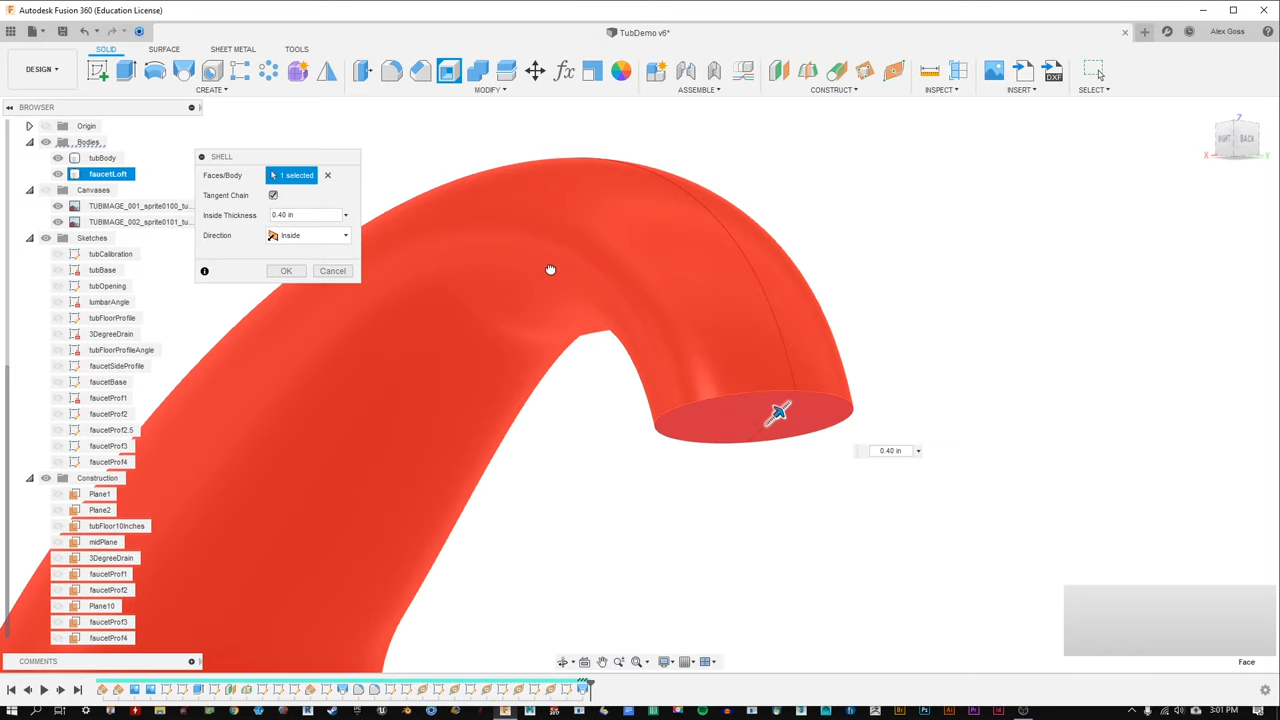 Autodesk Fusion 360 (Education License)
TubDemo v6*
Alex Goss
SOLID SURFACE SHEET METAL TOOLS
DESIGN
CREATE MODIFY ASSEMBLE CONSTRUCT INSPECT INSERT SELECT
DXF
BROWSER
Origin
Bodies
tubBody
faucetLoft
Canvases
TUBIMAGE_001_sprite0100_tu...
TUBIMAGE_002_sprite0101_tu...
Sketches
tubCalibration
tubBase
tubOpening
lumbarAngle
tubFloorProfile
3DegreeDrain
tubFloorProfileAngle
faucetSideProfile
faucetBase
faucetProf1
faucetProf2
faucetProf2.5
faucetProf3
faucetProf4
Construction
Plane1
Plane2
tubFloor10Inches
midPlane
3DegreeDrain
faucetProf1
faucetProf2
Plane10
faucetProf3
faucetProf4
SHELL
Faces/Body 1 selected
Tangent Chain
Inside Thickness 0.40 in
Direction Inside
OK Cancel
0.40 in
Z
RIGHT BACK
X Y
Face
COMMENTS
3:01 PM